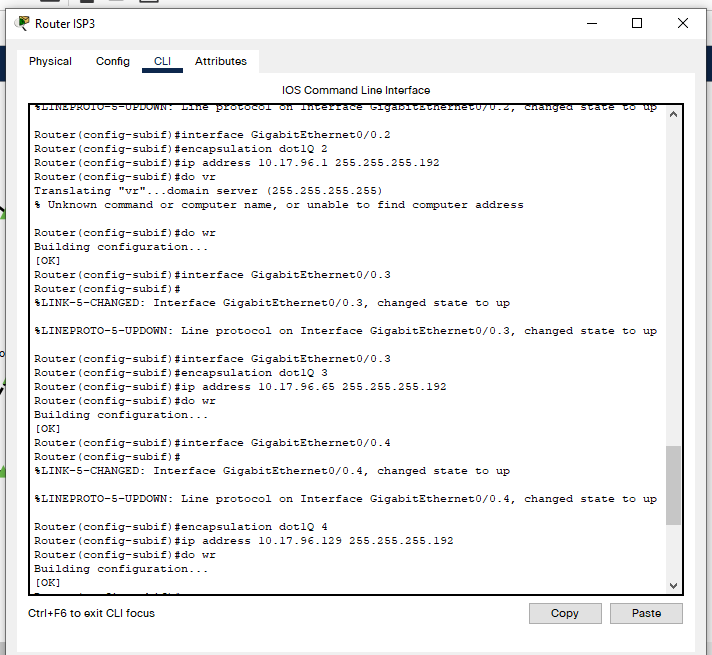 Router ISP3
Physical Config CLI Attributes
IOS Command Line Interface
%LINEPROTO-5-UPDOWN: Line protocol on Interface GigabitEthernet0/0.2, changed state to up
Router(config-subif)#interface GigabitEthernet0/0.2
Router(config-subif)#encapsulation dot1Q 2
Router(config-subif)#ip address 10.17.96.1 255.255.255.192
Router(config-subif)#do vr
Translating "vr"...domain server (255.255.255.255)
% Unknown command or computer name, or unable to find computer address
Router(config-subif)#do wr
Building configuration...
[OK]
Router(config-subif)#interface GigabitEthernet0/0.3
Router(config-subif)#
%LINK-5-CHANGED: Interface GigabitEthernet0/0.3, changed state to up
%LINEPROTO-5-UPDOWN: Line protocol on Interface GigabitEthernet0/0.3, changed state to up
Router(config-subif)#interface GigabitEthernet0/0.3
Router(config-subif)#encapsulation dot1Q 3
Router(config-subif)#ip address 10.17.96.65 255.255.255.192
Router(config-subif)#do wr
Building configuration...
[OK]
Router(config-subif)#interface GigabitEthernet0/0.4
Router(config-subif)#
%LINK-5-CHANGED: Interface GigabitEthernet0/0.4, changed state to up
%LINEPROTO-5-UPDOWN: Line protocol on Interface GigabitEthernet0/0.4, changed state to up
Router(config-subif)#encapsulation dot1Q 4
Router(config-subif)#ip address 10.17.96.129 255.255.255.192
Router(config-subif)#do wr
Building configuration...
[OK]
Ctrl+F6 to exit CLI focus
Copy Paste